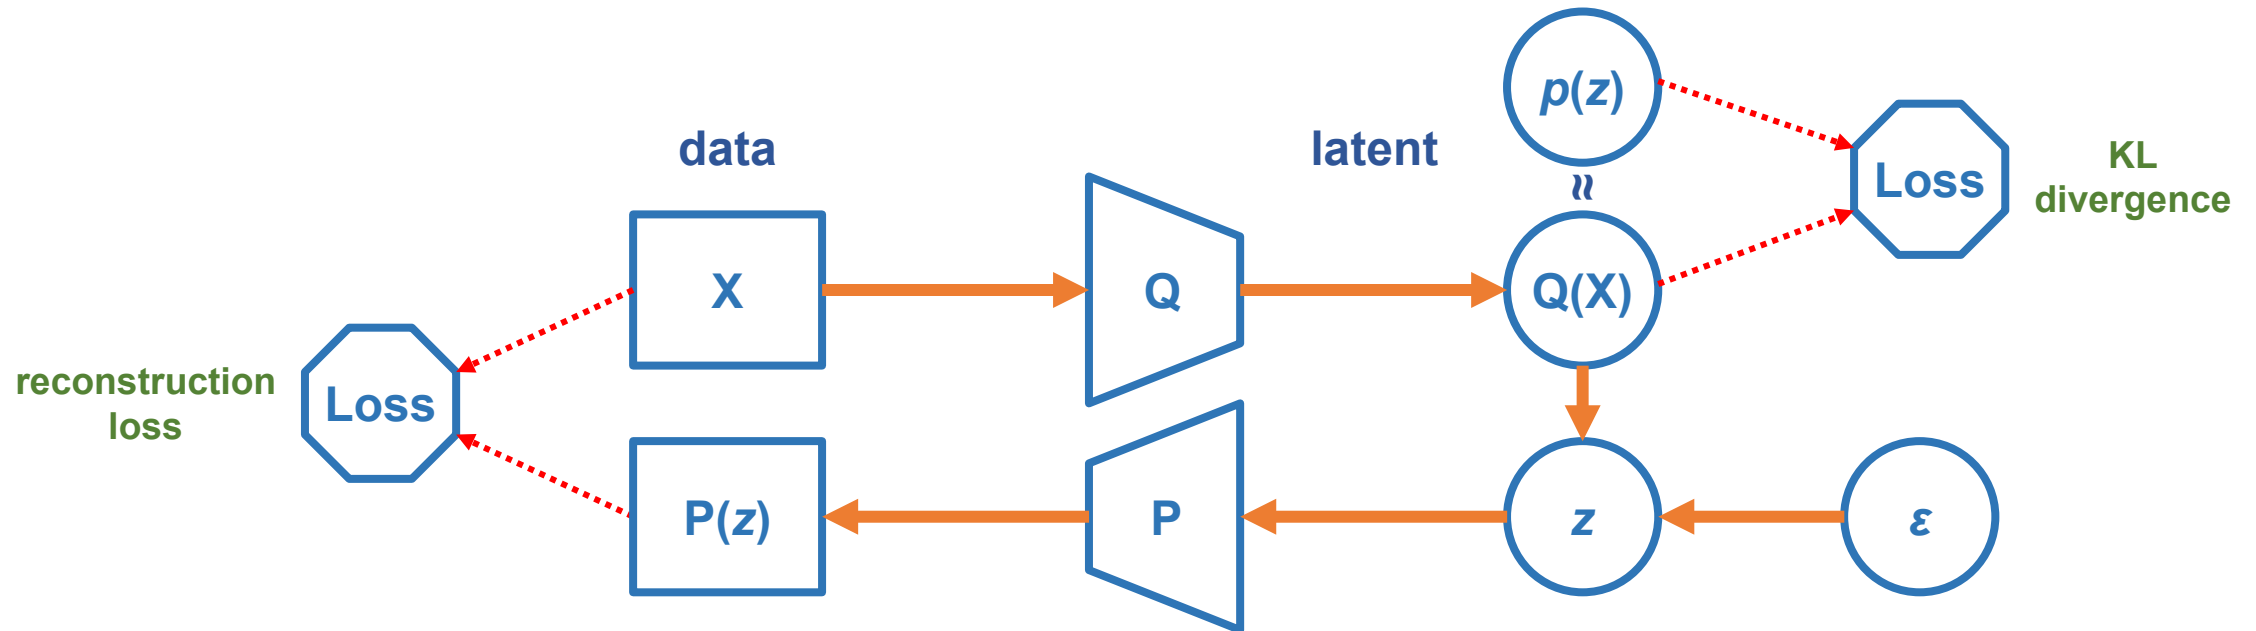 p(z)
data
latent
Loss
KL
divergence
≈
X
Q
Q(X)
reconstruction
loss
Loss
P(z)
P
z
ε